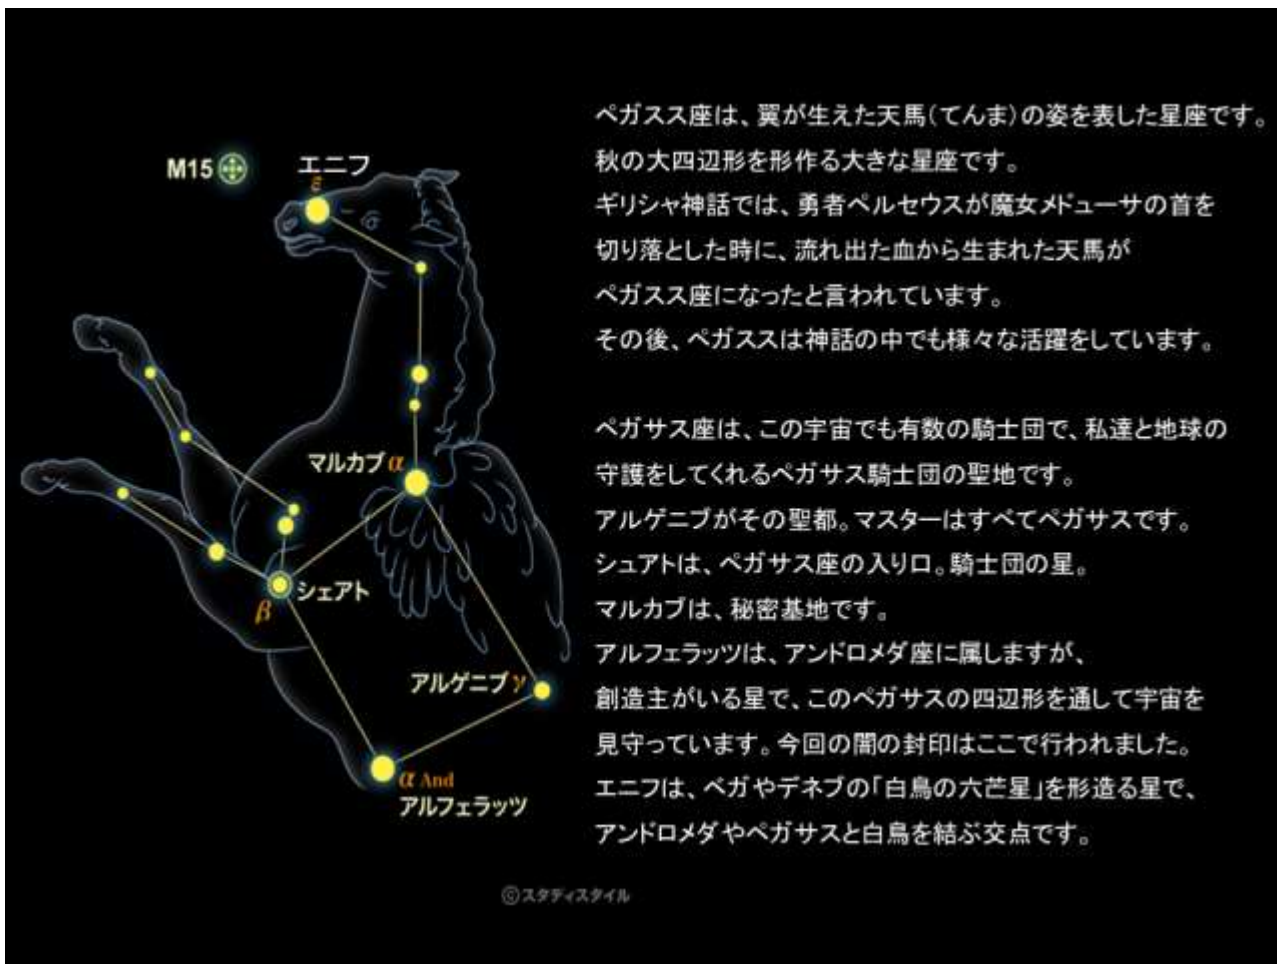 M15
エニフ
ε
マルカブ α
シェアト
β
アルゲニブ γ
α And
アルフェラッツ
ペガスス座は、翼が生えた天馬(てんま)の姿を表した星座です。
秋の大四辺形を形作る大きな星座です。
ギリシャ神話では、勇者ペルセウスが魔女メドューサの首を
切り落とした時に、流れ出た血から生まれた天馬が
ペガスス座になったと言われています。
その後、ペガススは神話の中でも様々な活躍をしています。
ペガサス座は、この宇宙でも有数の騎士団で、私達と地球の
守護をしてくれるペガサス騎士団の聖地です。
アルゲニブがその聖都。マスターはすべてペガサスです。
シュアトは、ペガサス座の入り口。騎士団の星。
マルカブは、秘密基地です。
アルフェラッツは、アンドロメダ座に属しますが、
創造主がいる星で、このペガサスの四辺形を通して宇宙を
見守っています。今回の闇の封印はここで行われました。
エニフは、ベガやデネブの「白鳥の六芒星」を形造る星で、
アンドロメダやペガサスと白鳥を結ぶ交点です。
©スタディスタイル